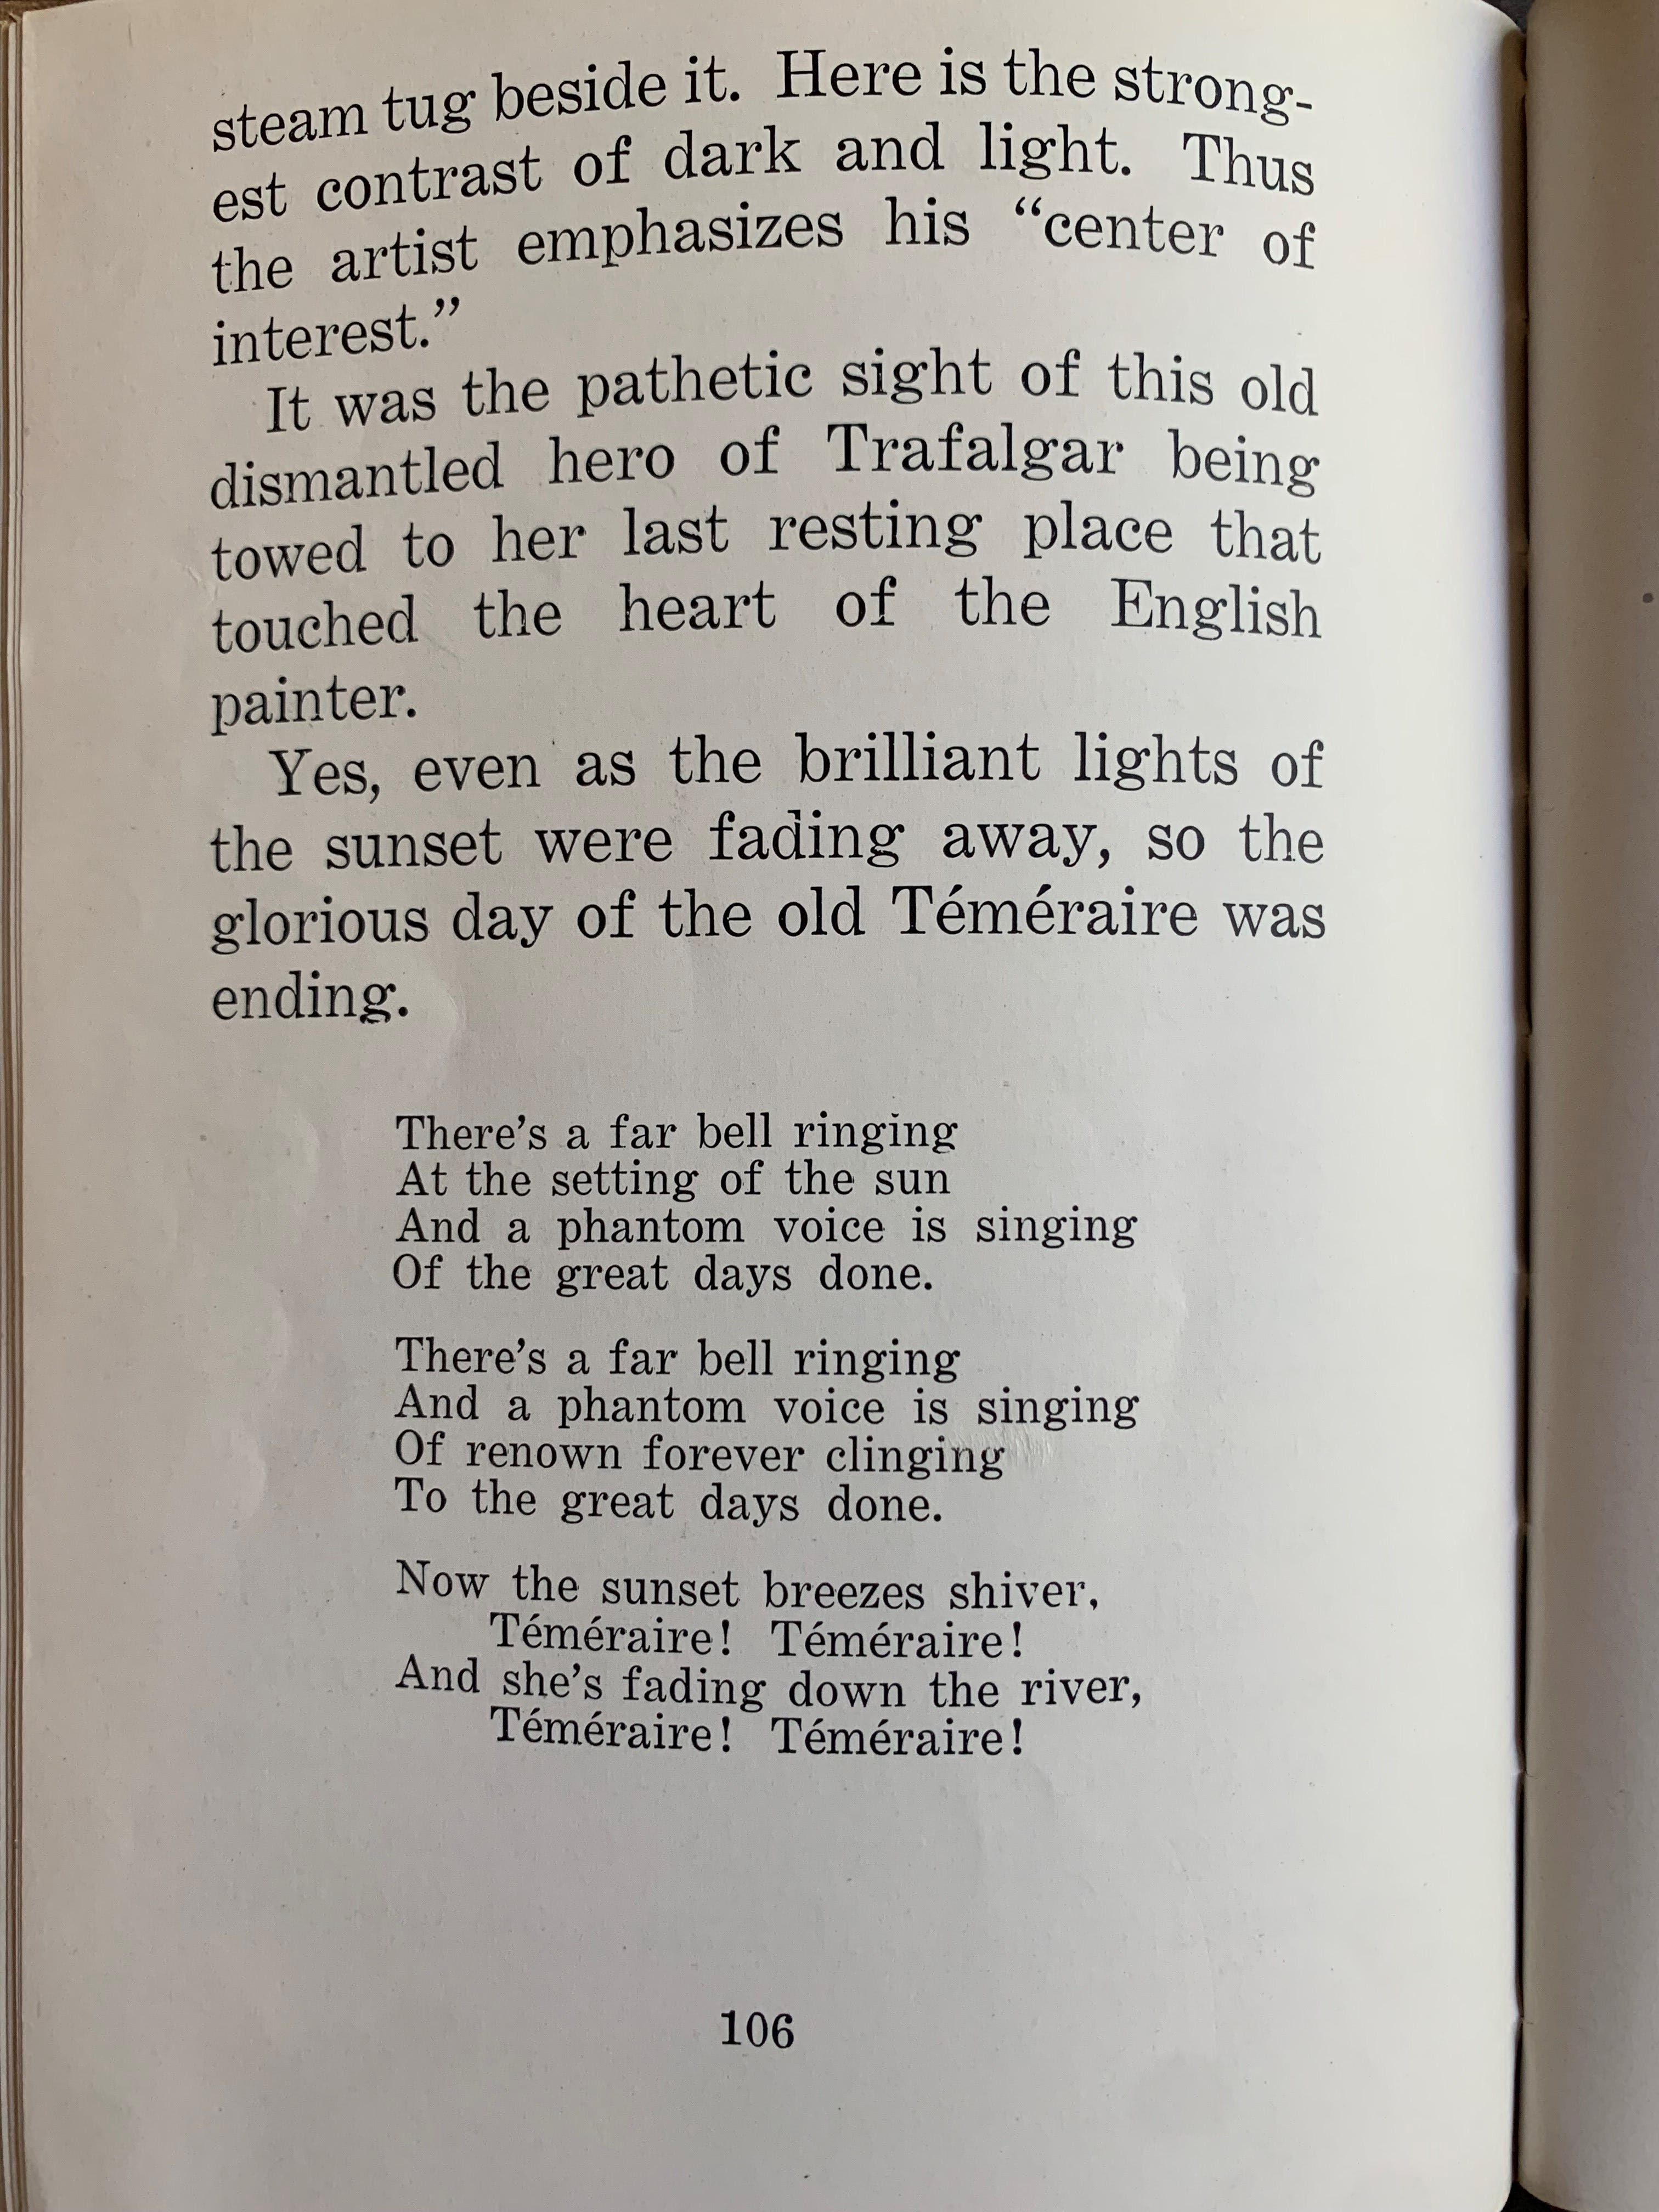 steam tug beside it. Here is the strong-
est contrast of dark and light. Thus
the artist emphasizes his “center of
interest.”
It was the pathetic sight of this old
dismantled hero of Trafalgar being
towed to her last resting place that
touched the heart of the English
painter.
Yes, even as the brilliant lights of
the sunset were fading away, so the
glorious day of the old Téméraire was
ending.
There’s a far bell ringing
At the setting of the sun
And a phantom voice is singing
Of the great days done.
There’s a far bell ringing
And a phantom voice is singing
Of renown forever clinging
To the great days done.
Now the sunset breezes shiver,
Téméraire! Téméraire!
And she’s fading down the river,
Téméraire! Téméraire!
106